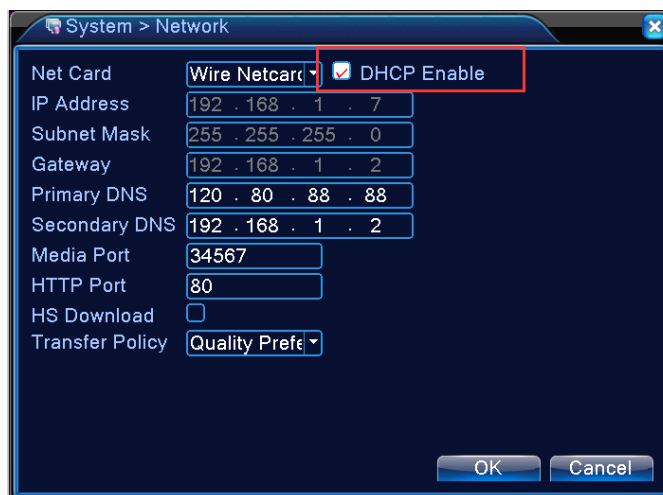 System > Network
Net Card Wire Netcarc DHCP Enable
IP Address 192 . 168 . 1 . 7
Subnet Mask 255 . 255 . 255 . 0
Gateway 192 . 168 . 1 . 2
Primary DNS 120 . 80 . 88 . 88
Secondary DNS 192 . 168 . 1 . 2
Media Port 34567
HTTP Port 80
HS Download
Transfer Policy Quality Prefe
OK Cancel